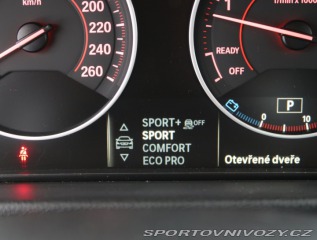 km/h
200
220
240
260
1/min x 1000
READY
OFF
SPORT+ OFF
SPORT
COMFORT
ECO PRO
P
0 10
Otevřené dveře
SPORTOVNIVOZY.CZ